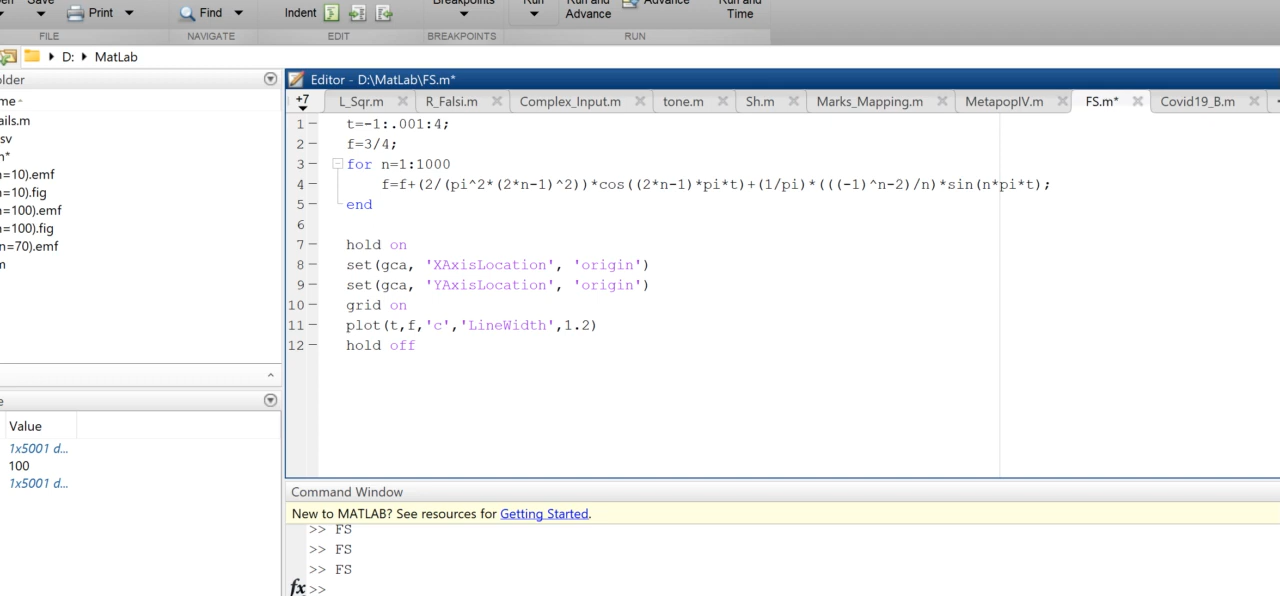 Save Breakpoints Run Run and Advance Run and
Print Find Indent Advance Time
FILE NAVIGATE EDIT BREAKPOINTS RUN
D: MatLab
older Editor - D:\MatLab\FS.m*
me +7 L_Sqr.m R_Falsi.m Complex_Input.m tone.m Sh.m Marks_Mapping.m MetapopIV.m FS.m* Covid19_B.m
ails.m
sv
n*
n=10).emf
n=10).fig
n=100).emf
n=100).fig
n=70).emf
m
1 t=-1:.001:4;
2 f=3/4;
3 for n=1:1000
4 f=f+(2/(pi^2*(2*n-1)^2))*cos((2*n-1)*pi*t)+(1/pi)*(((-1)^n-2)/n)*sin(n*pi*t);
5 end
6
7 hold on
8 set(gca, 'XAxisLocation', 'origin')
9 set(gca, 'YAxisLocation', 'origin')
10 grid on
11 plot(t,f,'c','LineWidth',1.2)
12 hold off
e
Value
1x5001 d...
100
1x5001 d...
Command Window
New to MATLAB? See resources for Getting Started.
>> FS
>> FS
>> FS
fx >>